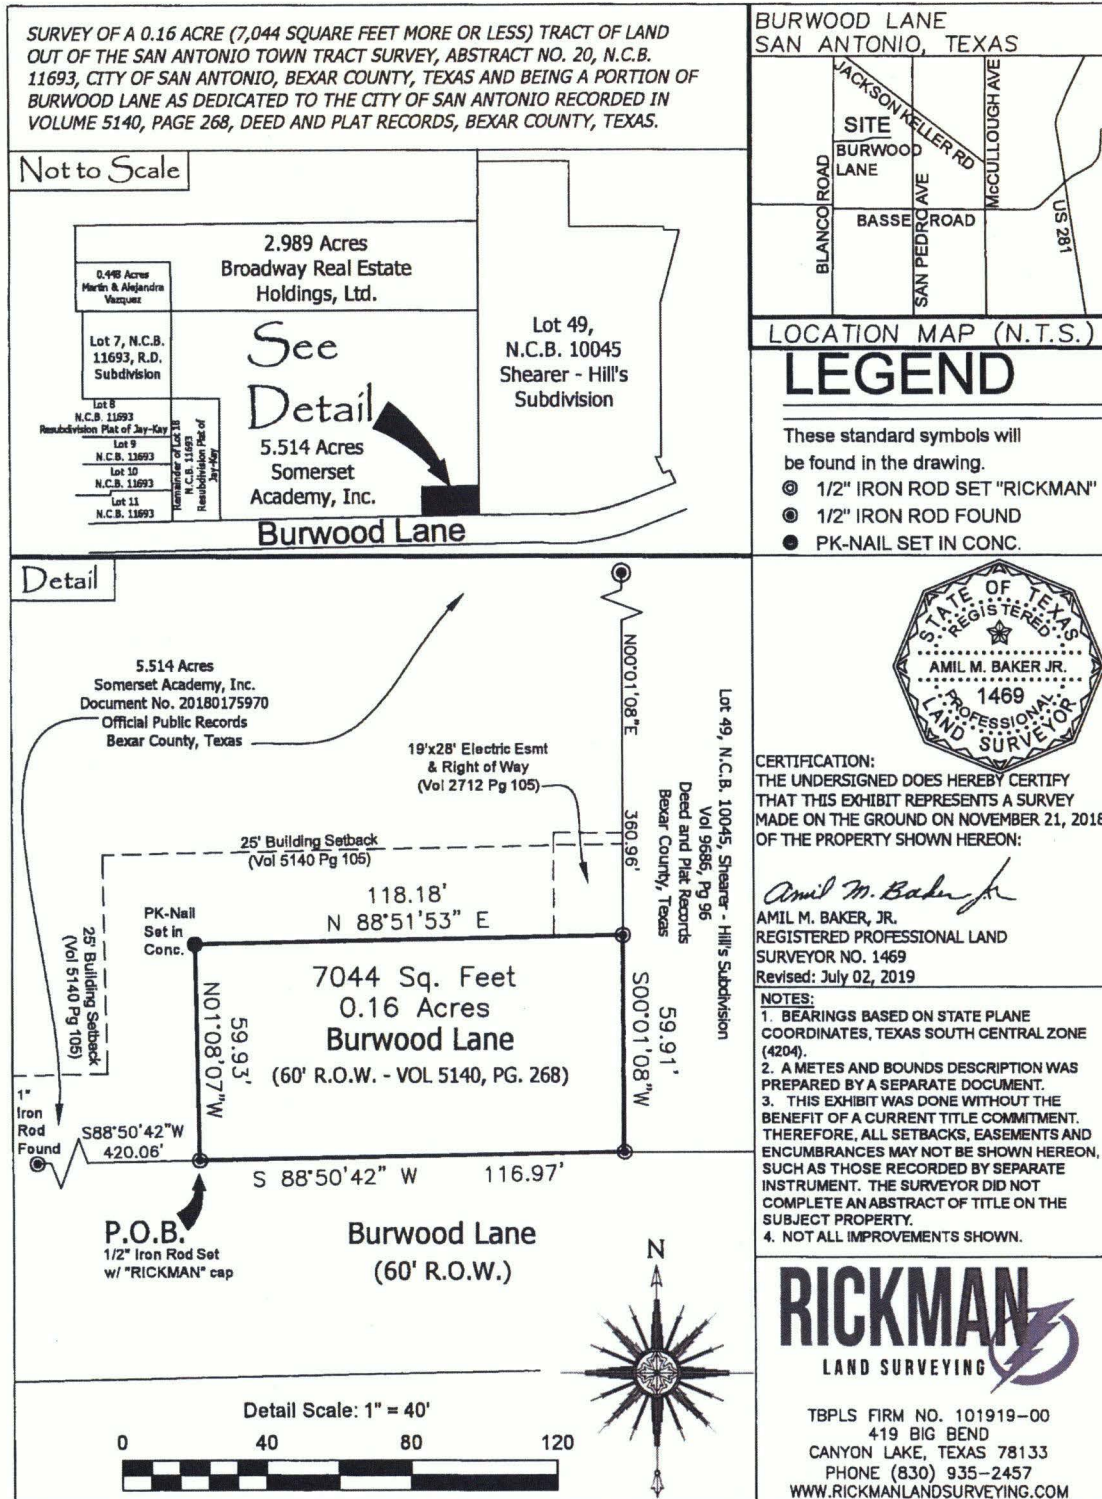 SURVEY OF A 0.16 ACRE (7,044 SQUARE FEET MORE OR LESS) TRACT OF LAND
OUT OF THE SAN ANTONIO TOWN TRACT SURVEY, ABSTRACT NO. 20, N.C.B.
11693, CITY OF SAN ANTONIO, BEXAR COUNTY, TEXAS AND BEING A PORTION OF
BURWOOD LANE AS DEDICATED TO THE CITY OF SAN ANTONIO RECORDED IN
VOLUME 5140, PAGE 268, DEED AND PLAT RECORDS, BEXAR COUNTY, TEXAS.
Not to Scale
2.989 Acres
Broadway Real Estate
Holdings, Ltd.
0.448 Acres
Martin & Alejandra
Vazquez
Lot 7, N.C.B.
11693, R.D.
Subdivision
Lot 8
N.C.B. 11693
Resubdivision Plat of Jay-Kay
Lot 9
N.C.B. 11693
Lot 10
N.C.B. 11693
Lot 11
N.C.B. 11693
Remainder of Lot 18
N.C.B. 11693
Resubdivision Plat of
Jay-Kay
See
Detail
5.514 Acres
Somerset
Academy, Inc.
Lot 49,
N.C.B. 10045
Shearer - Hill's
Subdivision
Burwood Lane
BURWOOD LANE
SAN ANTONIO, TEXAS
JACKSON KELLER RD
SITE
BURWOOD
LANE
BLANCO ROAD
BASSE ROAD
SAN PEDRO AVE
McCULLOUGH AVE
US 281
LOCATION MAP (N.T.S.)
LEGEND
These standard symbols will
be found in the drawing.
1/2" IRON ROD SET "RICKMAN"
1/2" IRON ROD FOUND
PK-NAIL SET IN CONC.
Detail
5.514 Acres
Somerset Academy, Inc.
Document No. 20180175970
Official Public Records
Bexar County, Texas
19'x28' Electric Esmt
& Right of Way
(Vol 2712 Pg 105)
N00°01'08"E
360.96'
Lot 49, N.C.B. 10045, Shearer - Hill's Subdivision
Vol 9686, Pg 96
Deed and Plat Records
Bexar County, Texas
25' Building Setback
(Vol 5140 Pg 105)
118.18'
N 88°51'53" E
PK-Nail
Set in
Conc.
25' Building Setback
(Vol 5140 Pg 105)
7044 Sq. Feet
0.16 Acres
Burwood Lane
(60' R.O.W. - VOL 5140, PG. 268)
N01°08'07"W
59.93'
59.91'
S00°01'08"W
1"
Iron
Rod
Found
S88°50'42"W
420.06'
S 88°50'42" W 116.97'
P.O.B.
1/2" Iron Rod Set
w/ "RICKMAN" cap
Burwood Lane
(60' R.O.W.)
N
Detail Scale: 1" = 40'
0 40 80 120
STATE OF TEXAS
REGISTERED
AMIL M. BAKER JR.
1469
PROFESSIONAL
LAND SURVEYOR
CERTIFICATION:
THE UNDERSIGNED DOES HEREBY CERTIFY
THAT THIS EXHIBIT REPRESENTS A SURVEY
MADE ON THE GROUND ON NOVEMBER 21, 2018
OF THE PROPERTY SHOWN HEREON:
Amil M. Baker Jr
AMIL M. BAKER, JR.
REGISTERED PROFESSIONAL LAND
SURVEYOR NO. 1469
Revised: July 02, 2019
NOTES:
1. BEARINGS BASED ON STATE PLANE
COORDINATES, TEXAS SOUTH CENTRAL ZONE
(4204).
2. A METES AND BOUNDS DESCRIPTION WAS
PREPARED BY A SEPARATE DOCUMENT.
3. THIS EXHIBIT WAS DONE WITHOUT THE
BENEFIT OF A CURRENT TITLE COMMITMENT.
THEREFORE, ALL SETBACKS, EASEMENTS AND
ENCUMBRANCES MAY NOT BE SHOWN HEREON,
SUCH AS THOSE RECORDED BY SEPARATE
INSTRUMENT. THE SURVEYOR DID NOT
COMPLETE AN ABSTRACT OF TITLE ON THE
SUBJECT PROPERTY.
4. NOT ALL IMPROVEMENTS SHOWN.
RICKMAN
LAND SURVEYING
TBPLS FIRM NO. 101919-00
419 BIG BEND
CANYON LAKE, TEXAS 78133
PHONE (830) 935-2457
WWW.RICKMANLANDSURVEYING.COM